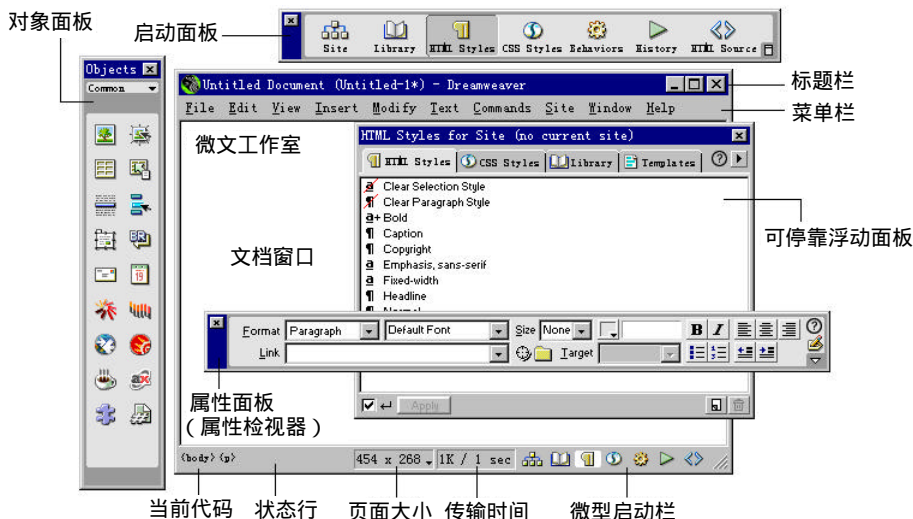 对象面板
启动面板
Site Library HTML Styles CSS Styles Behaviors History HTML Source
Objects
Common
Untitled Document (Untitled-1*) - Dreamweaver
标题栏
File Edit View Insert Modify Text Commands Site Window Help
菜单栏
微文工作室
HTML Styles for Site (no current site)
HTML Styles CSS Styles Library Templates
Clear Selection Style
Clear Paragraph Style
Bold
Caption
Copyright
Emphasis, sans-serif
Fixed-width
Headline
Normal
可停靠浮动面板
文档窗口
Format Paragraph Default Font Size None B I
Link Target
属性面板
(属性检视器)
Apply
<body> <p>
454 x 268 1K / 1 sec
当前代码 状态行 页面大小 传输时间 微型启动栏